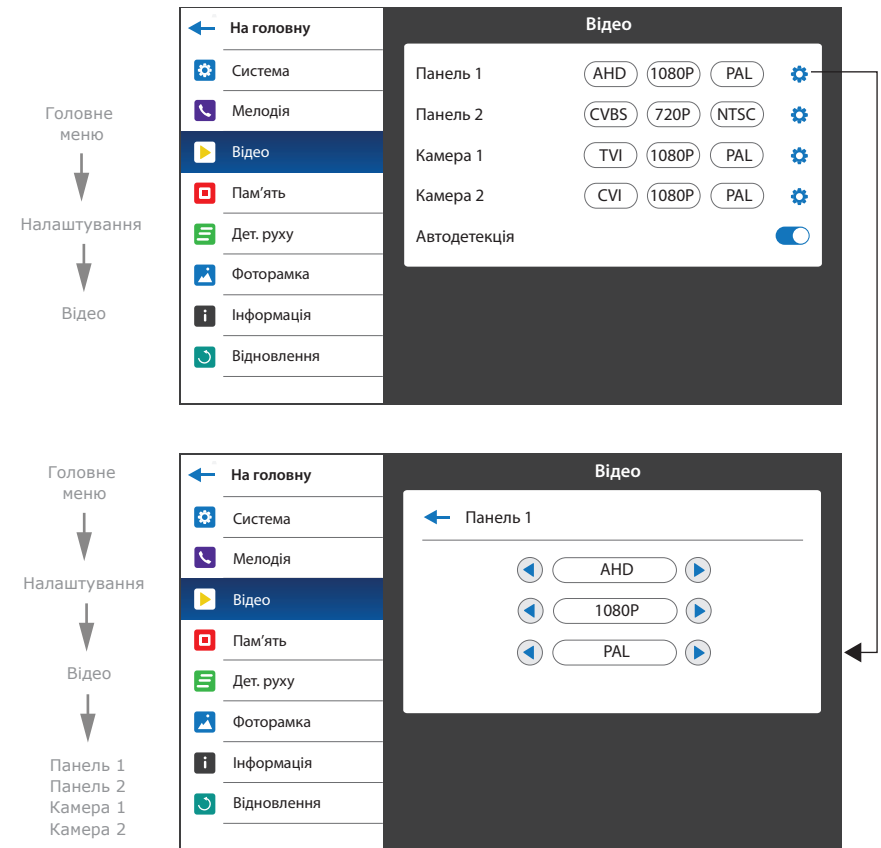 Головне
меню
Налаштування
Відео
На головну
Система
Мелодія
Відео
Пам’ять
Дет. руху
Фоторамка
Інформація
Відновлення
Відео
Панель 1 AHD 1080P PAL
Панель 2 CVBS 720P NTSC
Камера 1 TVI 1080P PAL
Камера 2 CVI 1080P PAL
Автодетекція
Головне
меню
Налаштування
Відео
Панель 1
Панель 2
Камера 1
Камера 2
На головну
Система
Мелодія
Відео
Пам’ять
Дет. руху
Фоторамка
Інформація
Відновлення
Відео
Панель 1
AHD
1080P
PAL